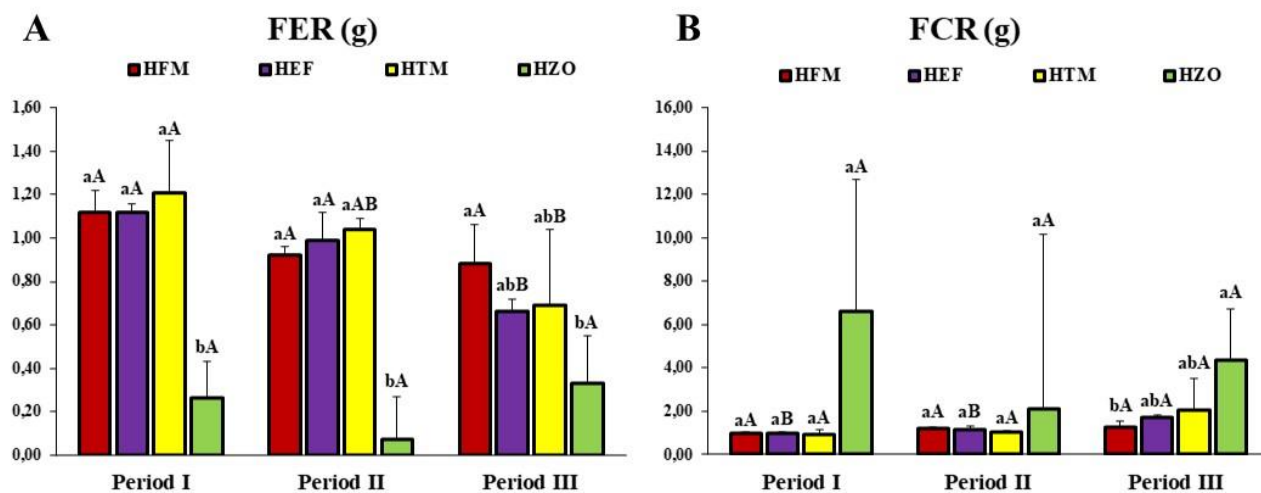 A FER (g)
HFM HEF HTM HZO
1,60
1,40
1,20
1,00
0,80
0,60
0,40
0,20
0,00
aA aA aA bA
aA aA aAB bA
aA abB abB bA
Period I Period II Period III
B FCR (g)
HFM HEF HTM HZO
16,00
14,00
12,00
10,00
8,00
6,00
4,00
2,00
0,00
aA aB aA aA
aA aB aA aA
bA abA abA aA
Period I Period II Period III